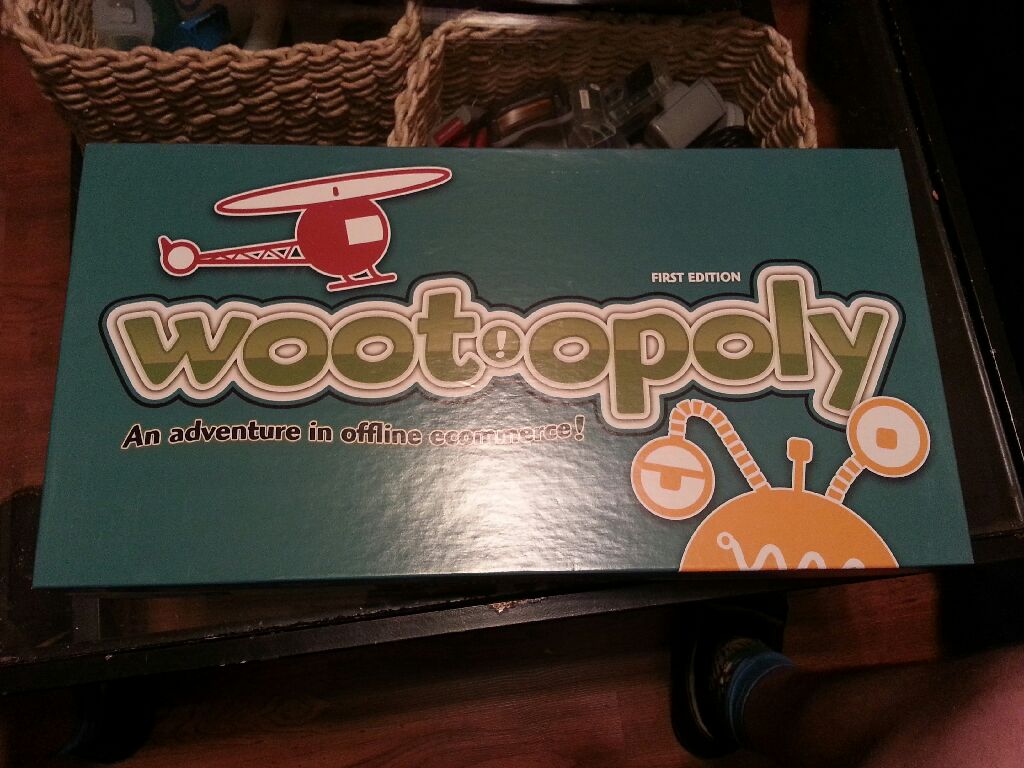 FIRST EDITION
woot!opoly
An adventure in offline ecommerce!